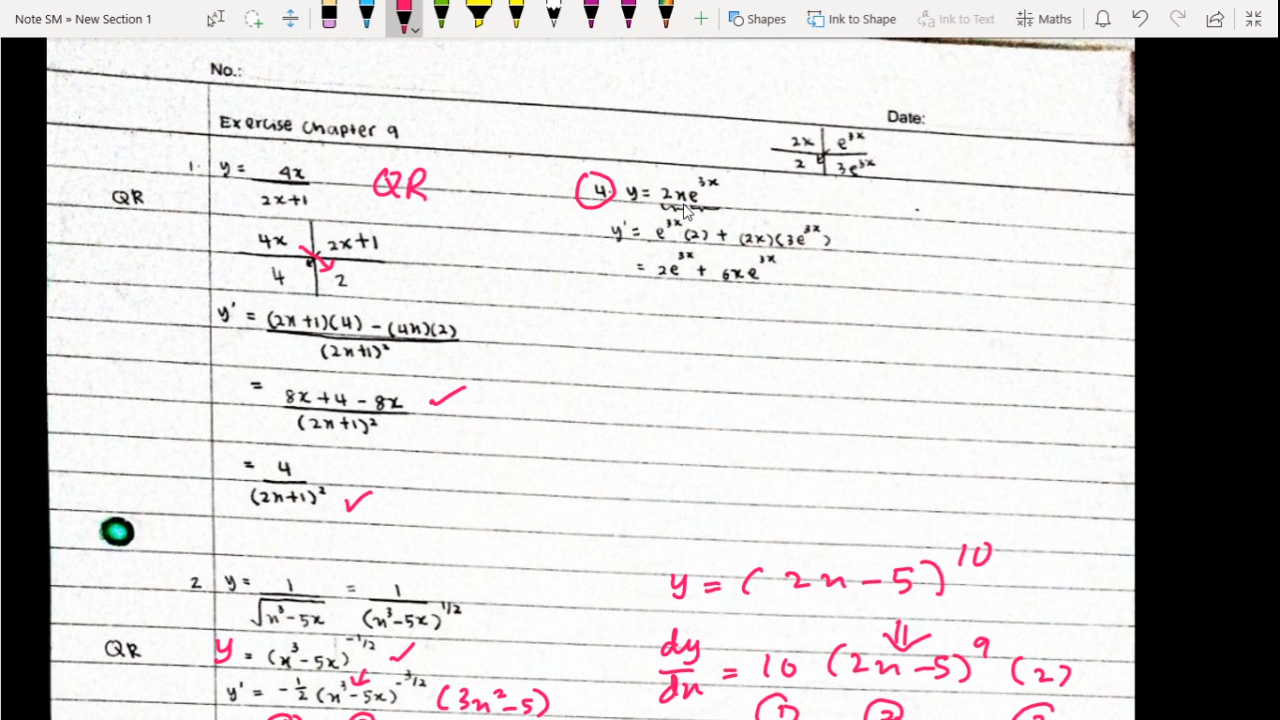 Note SM » New Section 1
Shapes
Ink to Shape
Ink to Text
Maths
No.:
Date:
Exercise Chapter 9
1. y = 4x / 2x+1
QR
QR
4x | 2x+1
4 | 2
y' = (2x+1)(4) - (4x)(2) / (2x+1)²
= 8x+4-8x / (2x+1)² ✓
= 4 / (2x+1)² ✓
2 y = 1 / √x³-5x = 1 / (x³-5x)^1/2
QR
y = (x³-5x)^-1/2 ✓
y' = -1/2 (x³-5x)^-3/2 (3x²-5)
2x | e^3x
2 | 3e^3x
4. y = 2xe^3x
y' = e^3x (2) + (2x)(3e^3x)
= 2e^3x + 6xe^3x
y = (2x-5)^10
dy/dx = 10 (2x-5)^9 (2)
① ②